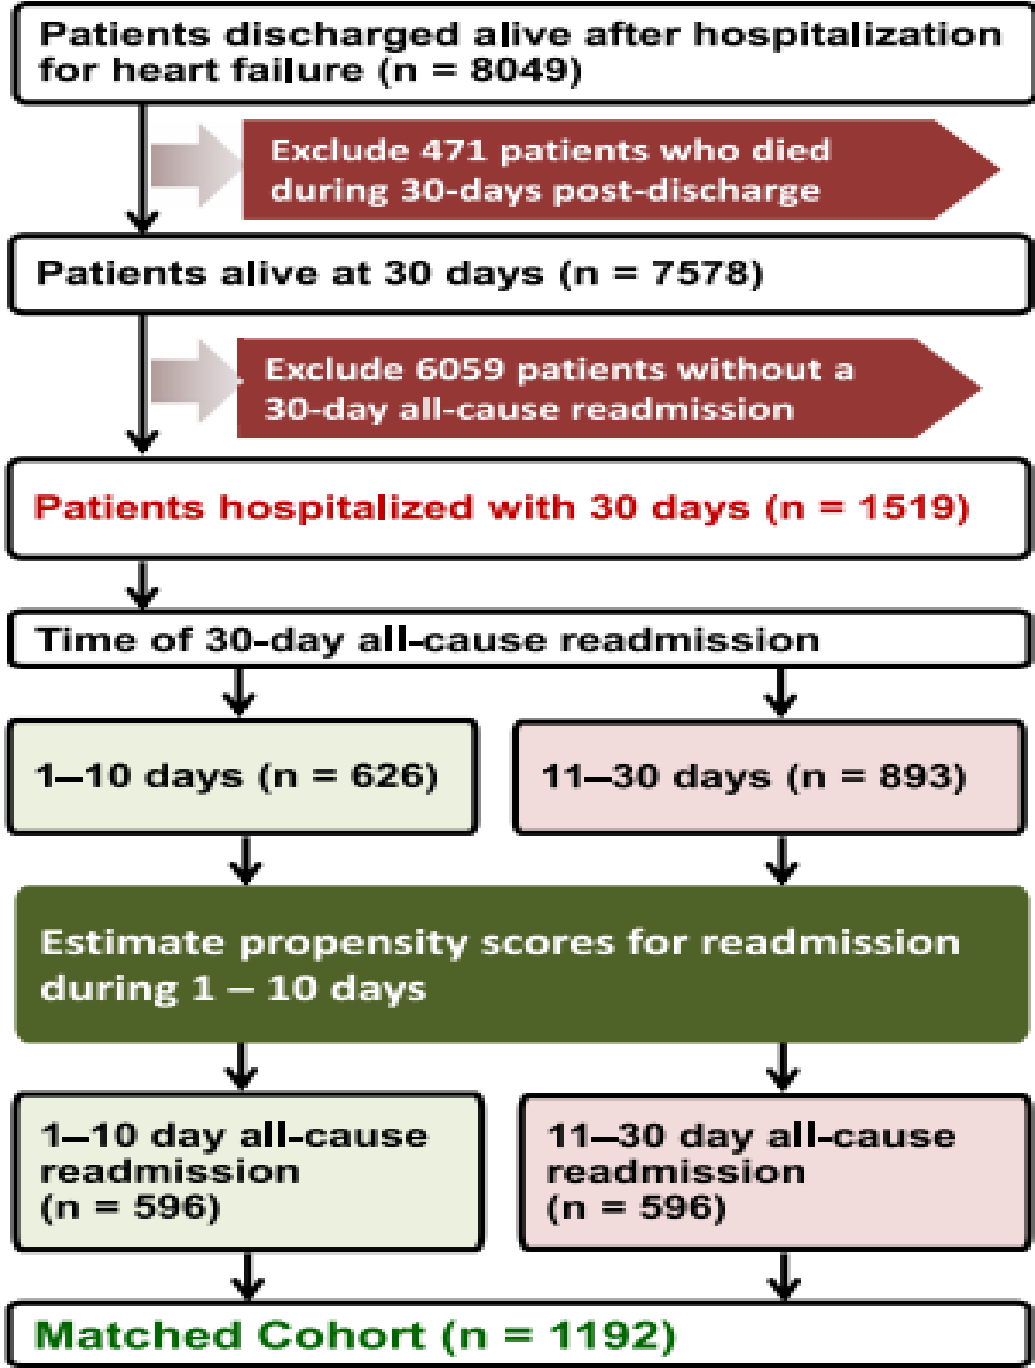 Patients discharged alive after hospitalization
for heart failure (n = 8049)
Exclude 471 patients who died
during 30-days post-discharge
Patients alive at 30 days (n = 7578)
Exclude 6059 patients without a
30-day all-cause readmission
Patients hospitalized with 30 days (n = 1519)
Time of 30-day all-cause readmission
1–10 days (n = 626)
11–30 days (n = 893)
Estimate propensity scores for readmission
during 1 – 10 days
1–10 day all-cause
readmission
(n = 596)
11–30 day all-cause
readmission
(n = 596)
Matched Cohort (n = 1192)